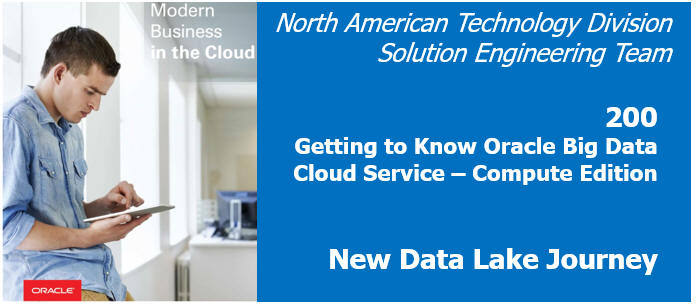 Modern
Business
in the Cloud
ORACLE
North American Technology Division
Solution Engineering Team
200
Getting to Know Oracle Big Data
Cloud Service – Compute Edition
New Data Lake Journey